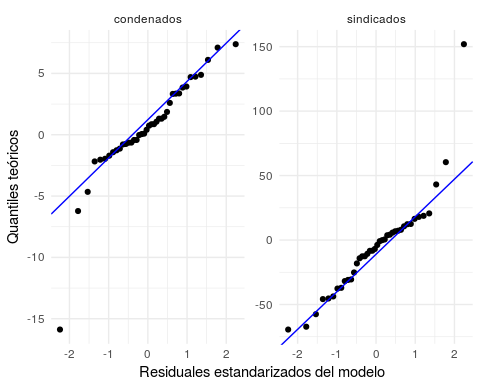 condenados
sindicados
Quantiles teóricos
5
0
-5
-10
-15
150
100
50
0
-50
-2 -1 0 1 2
-2 -1 0 1 2
Residuales estandarizados del modelo